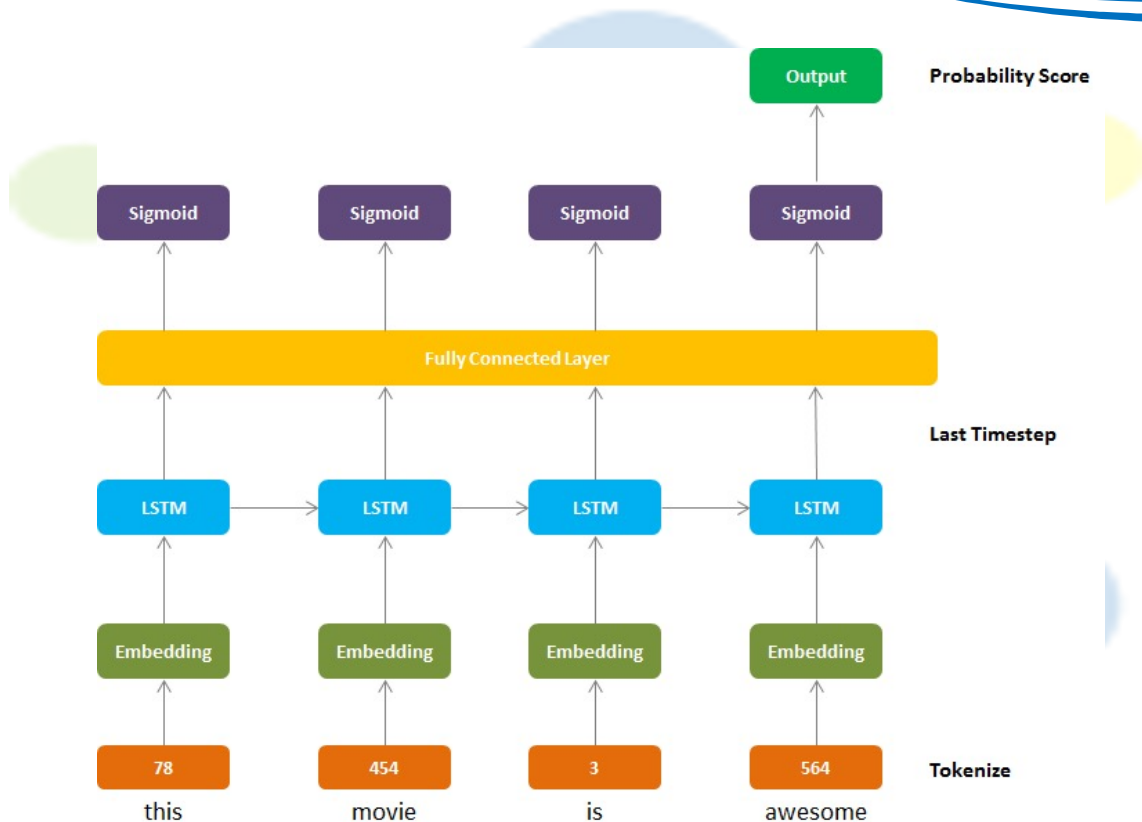 Output Probability Score
Sigmoid Sigmoid Sigmoid Sigmoid
Fully Connected Layer
Last Timestep
LSTM LSTM LSTM LSTM
Embedding Embedding Embedding Embedding
78 454 3 564 Tokenize
this movie is awesome